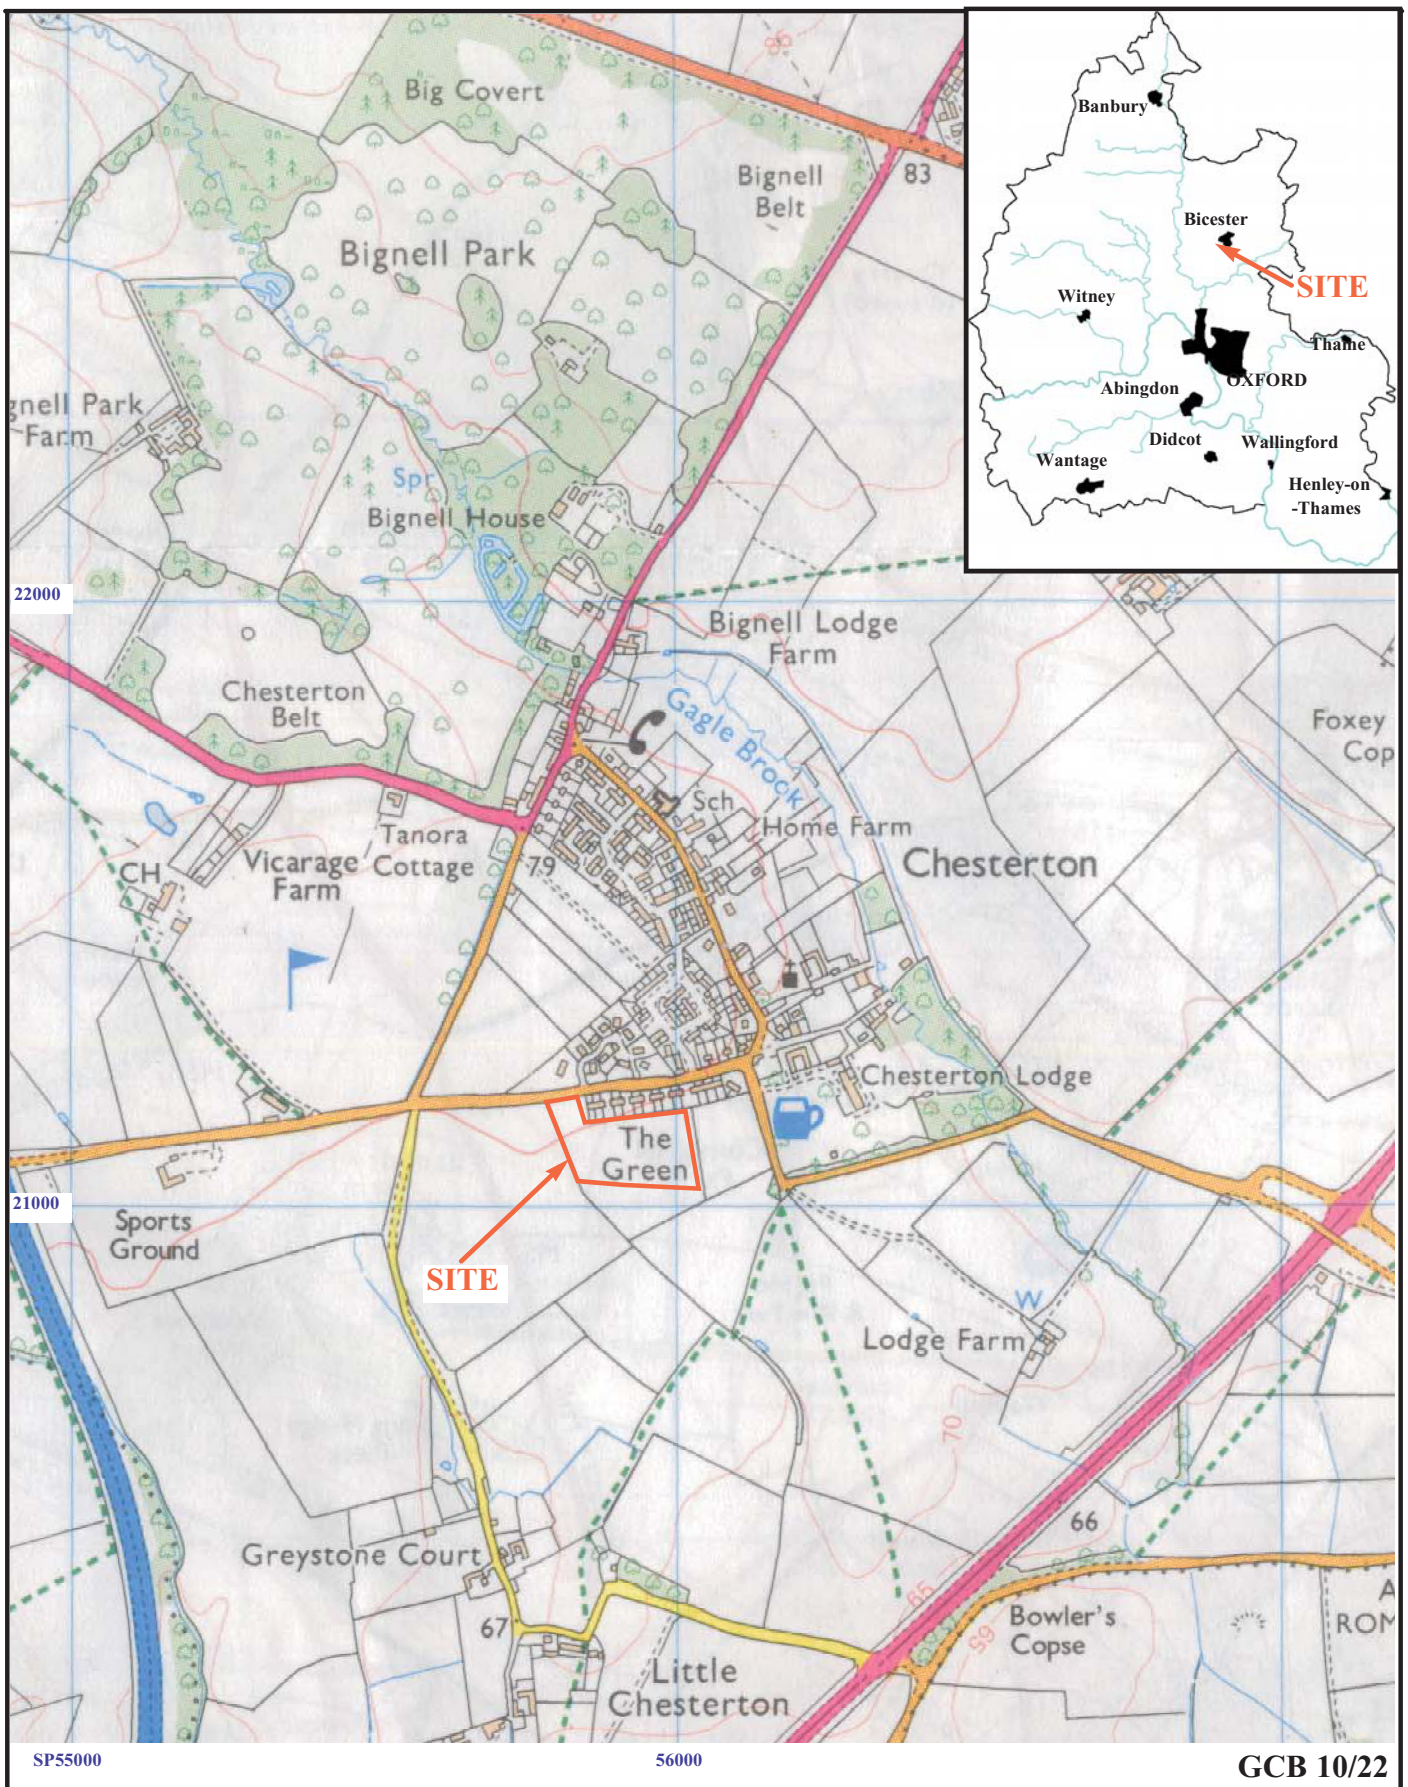 85
Big Covert
Bignell
Belt
83
Bignell Park
gnell Park
Farm
Spr
Bignell House
22000
Bignell Lodge
Farm
Chesterton
Belt
Gagle Brock
Foxey
Cop
Sch
Home Farm
Tanora
Cottage
79
Vicarage
Farm
CH
Chesterton
Chesterton Lodge
The
Green
21000
Sports
Ground
SITE
W
Lodge Farm
70
66
Greystone Court
65
65
67
Bowler's
Copse
A
ROM
Little
Chesterton
SP55000
56000
GCB 10/22
Banbury
Bicester
SITE
Witney
Thame
OXFORD
Abingdon
Didcot
Wallingford
Wantage
Henley-on
-Thames